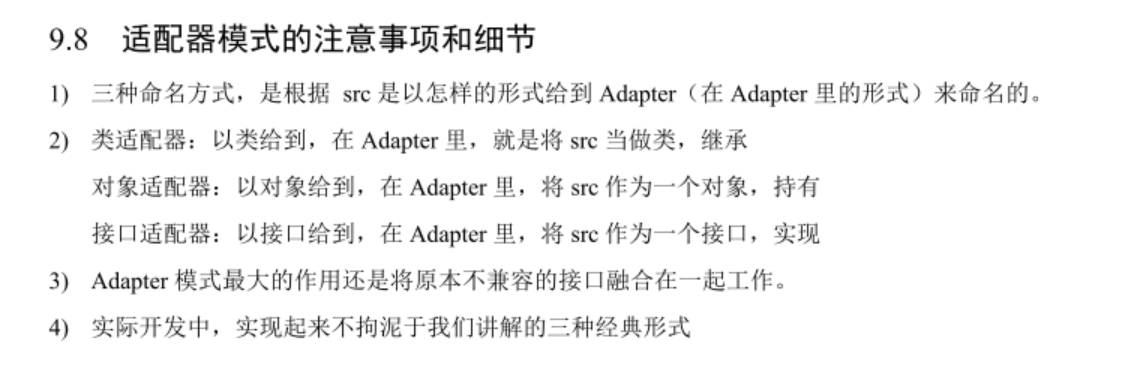 9.8 适配器模式的注意事项和细节
1) 三种命名方式，是根据 src 是以怎样的形式给到 Adapter（在 Adapter 里的形式）来命名的。
2) 类适配器：以类给到，在 Adapter 里，就是将 src 当做类，继承
对象适配器：以对象给到，在 Adapter 里，将 src 作为一个对象，持有
接口适配器：以接口给到，在 Adapter 里，将 src 作为一个接口，实现
3) Adapter 模式最大的作用还是将原本不兼容的接口融合在一起工作。
4) 实际开发中，实现起来不拘泥于我们讲解的三种经典形式